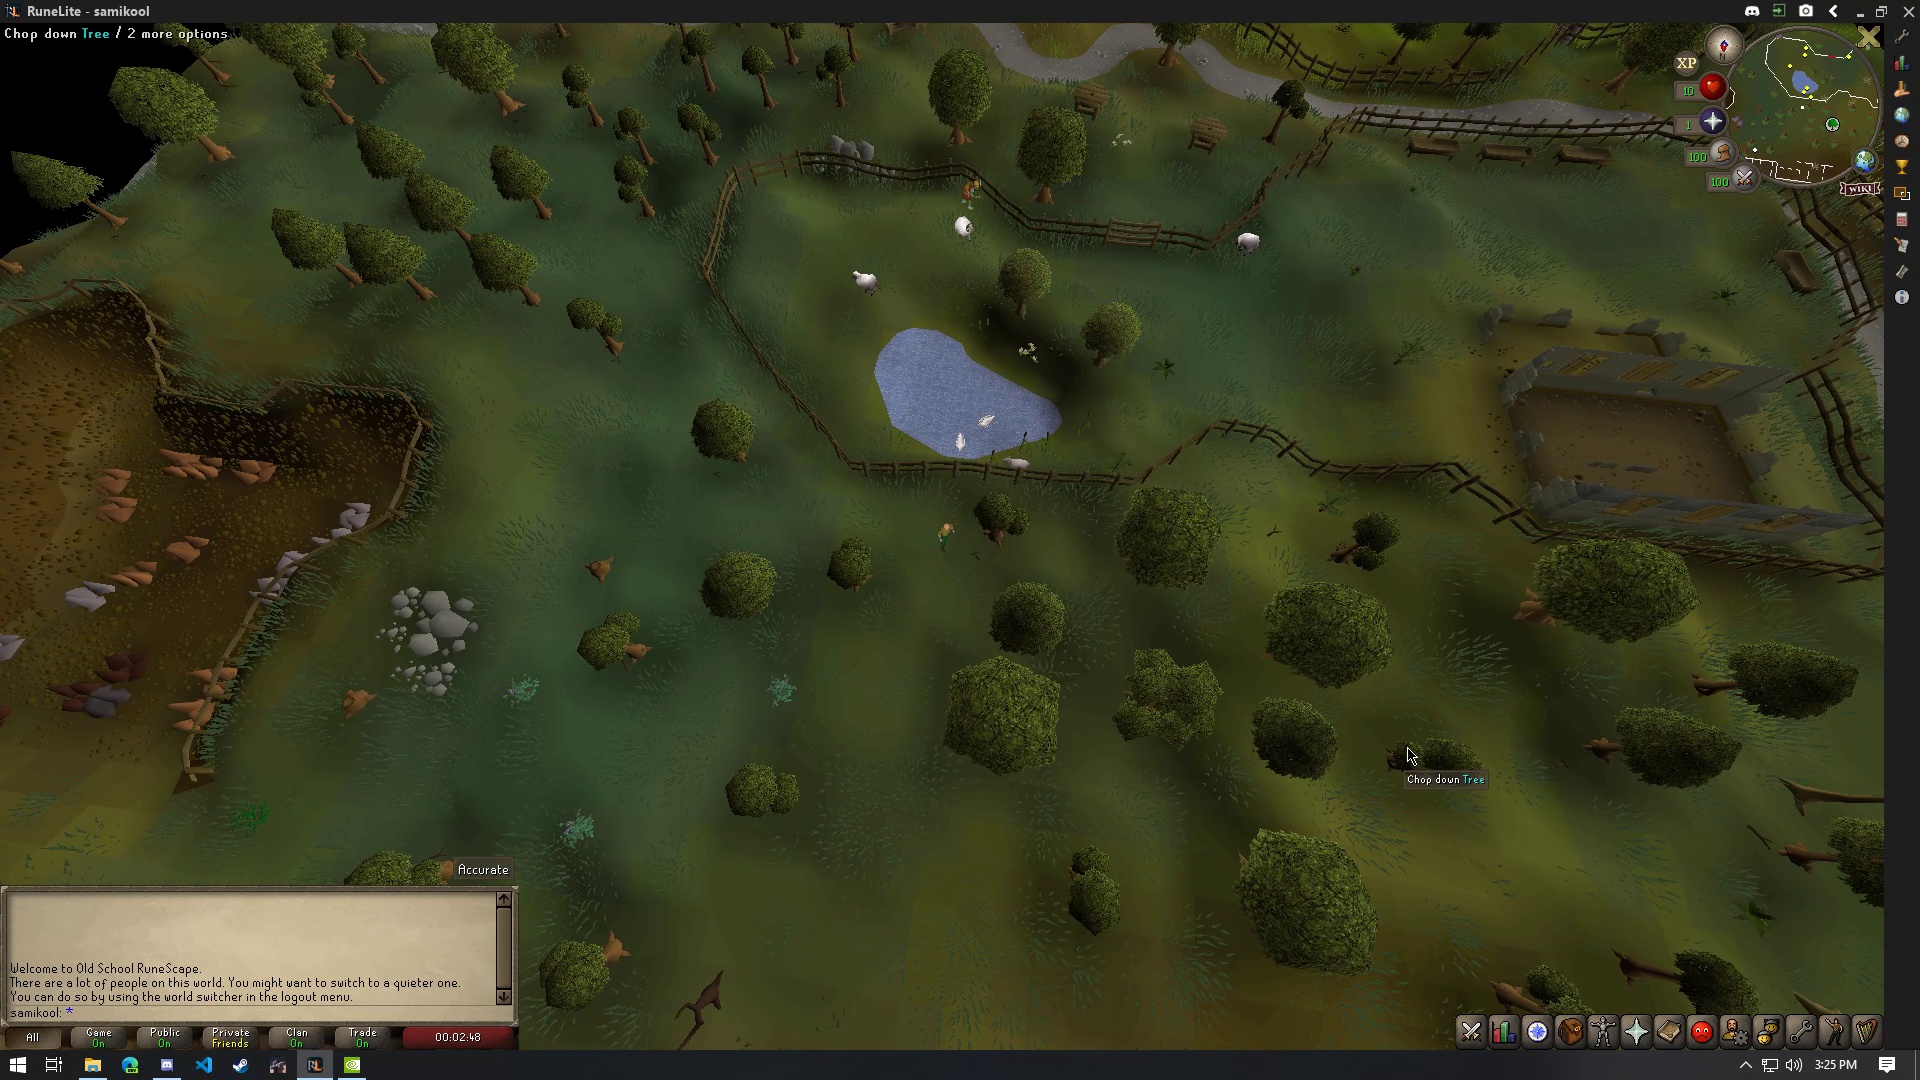 RuneLite - samikool
Chop down Tree / 2 more options
XP
10
1
100
100
WIKI
Chop down Tree
Accurate
Welcome to Old School RuneScape.
There are a lot of people on this world. You might want to switch to a quieter one.
You can do so by using the world switcher in the logout menu.
samikool: *
All
Game
On
Public
On
Private
Friends
Clan
On
Trade
On
00:02:48
3:25 PM